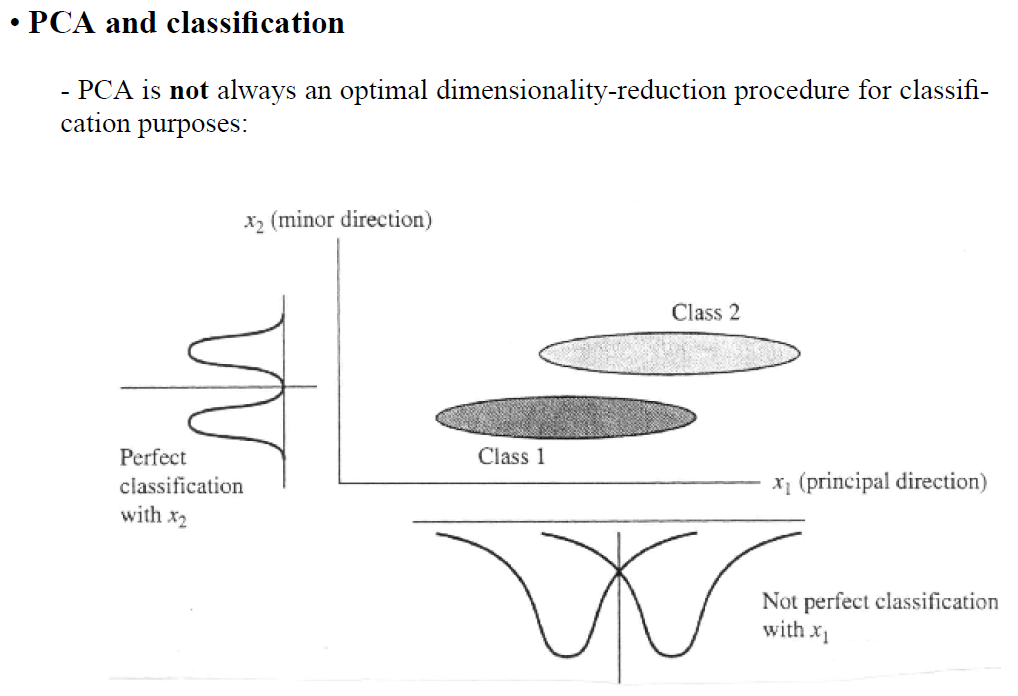 • PCA and classification
- PCA is not always an optimal dimensionality-reduction procedure for classifi-
cation purposes:
x₂ (minor direction)
Class 2
Class 1
Perfect
classification
with x₂
x₁ (principal direction)
Not perfect classification
with x₁